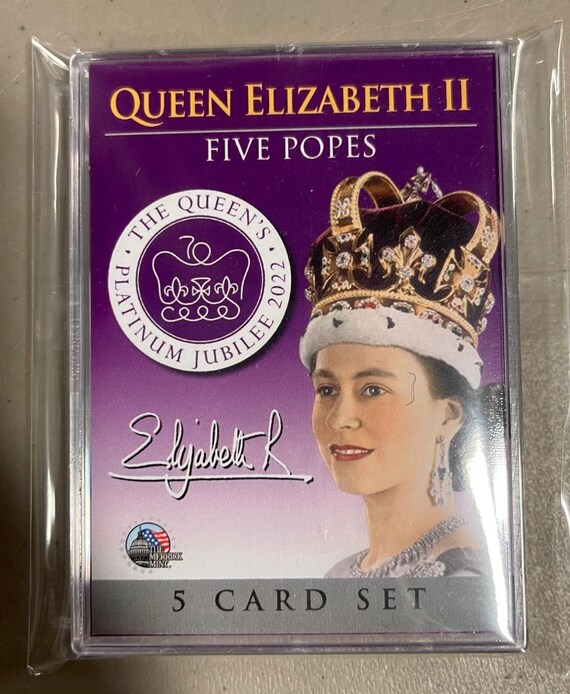 QUEEN ELIZABETH II
FIVE POPES
THE QUEEN'S
PLATINUM JUBILEE 2022
70
Elizabeth R
THE
MERRICK
MINT
5 CARD SET